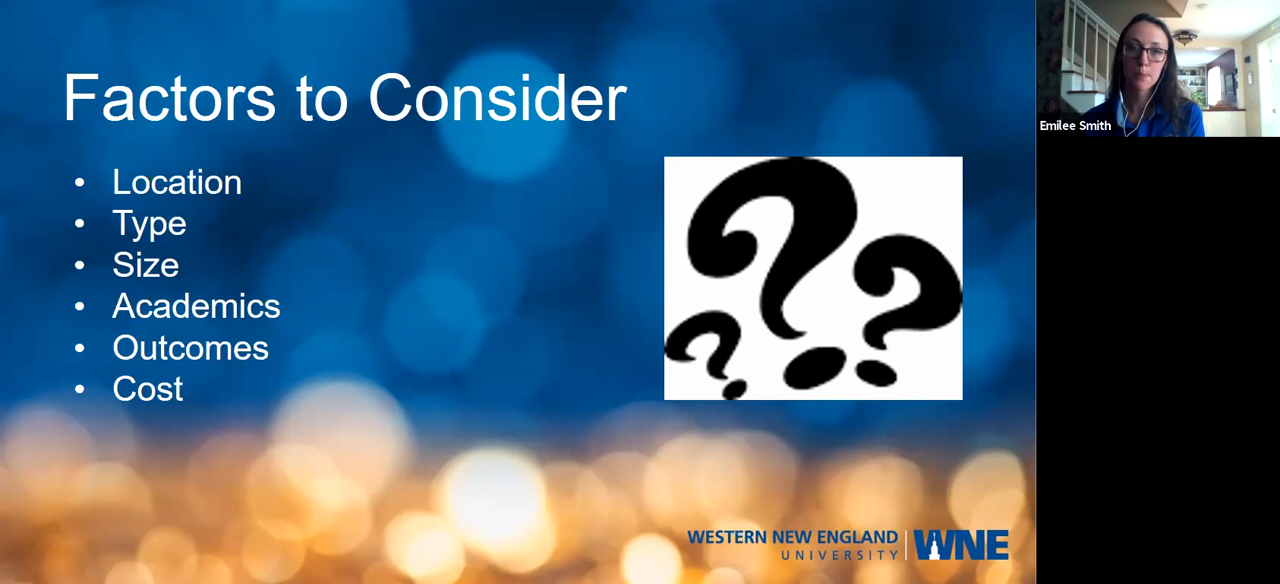 Factors to Consider
• Location
• Type
• Size
• Academics
• Outcomes
• Cost
? ? ?
WESTERN NEW ENGLAND
UNIVERSITY
WNE
Emilee Smith